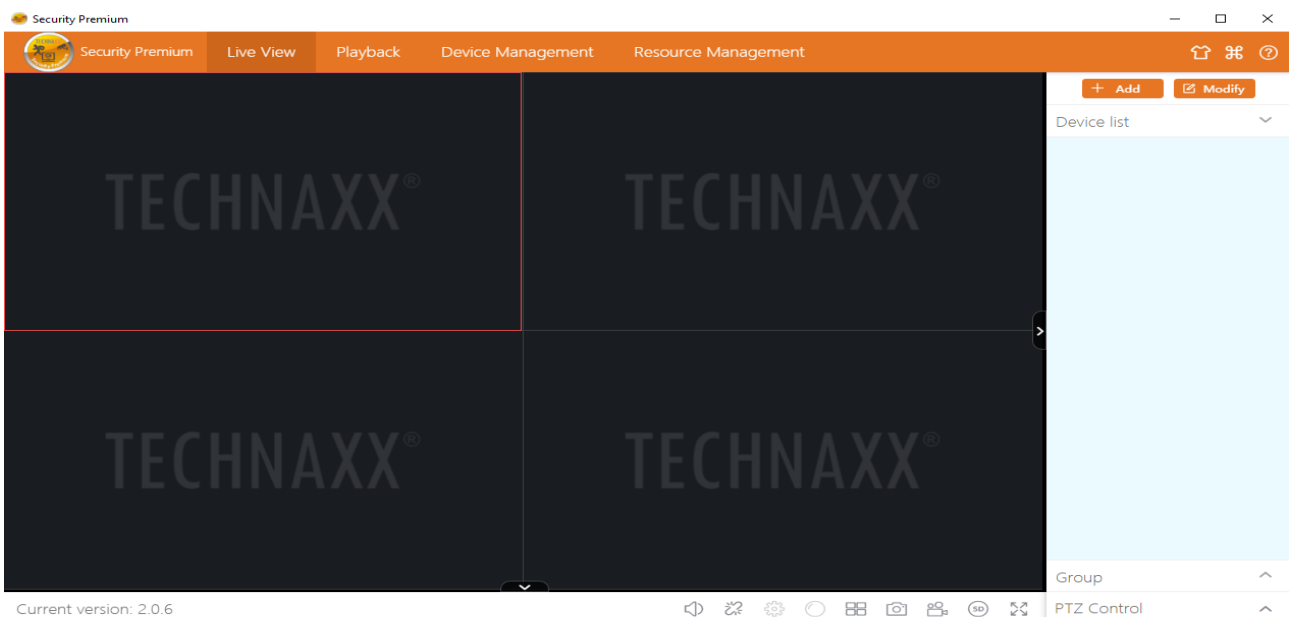 Security Premium
Security Premium Live View Playback Device Management Resource Management
+ Add Modify
Device list
TECHNAXX® TECHNAXX®
TECHNAXX® TECHNAXX®
Group
Current version: 2.0.6 SD PTZ Control